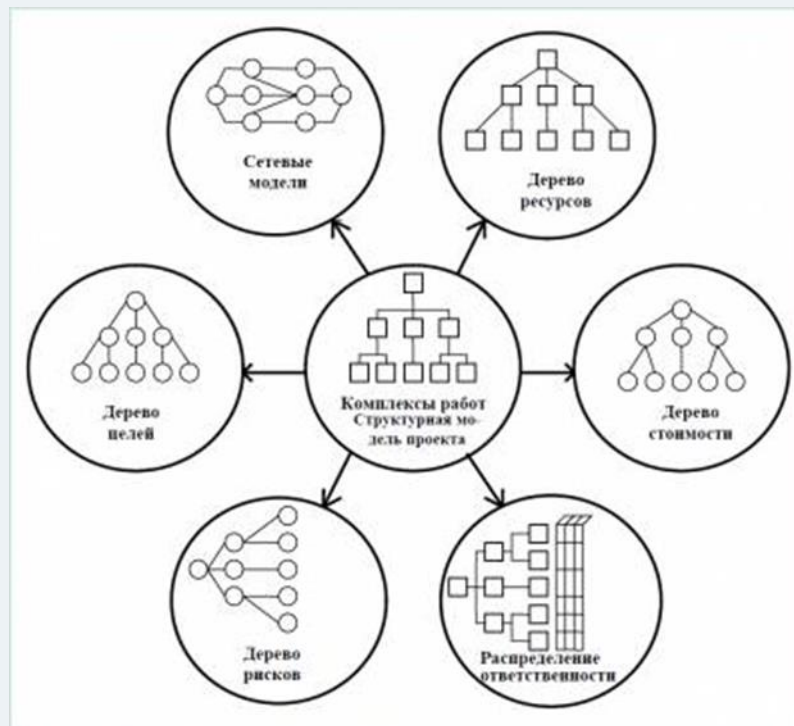 Сетевые
модели
Дерево
ресурсов
Дерево
целей
Комплексы работ
Структурная мо-
дель проекта
Дерево
стоимости
Дерево
рисков
Распределение
ответственности